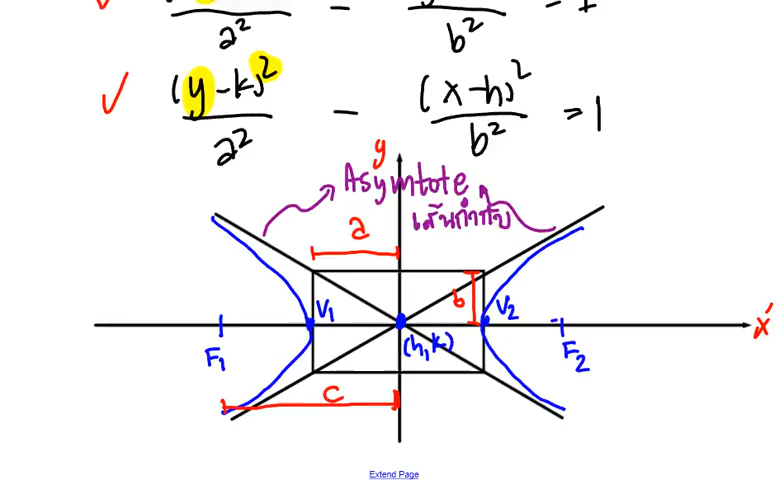 a² b² = 1
✓ (y-k)²/a² - (x-h)²/b² = 1
y
Asymtote
เส้นกำกับ
a
b
V₁ V₂
x
F₁ (h,k) F₂
c
Extend Page